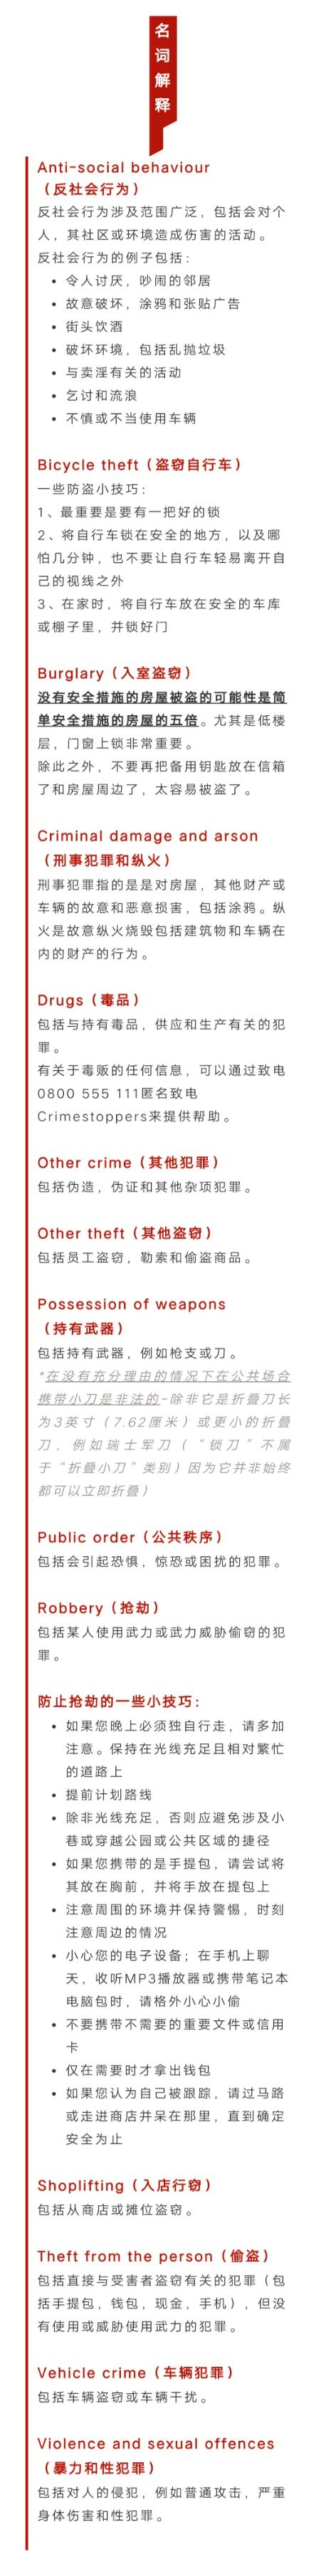 名
词
解
释
Anti-social behaviour
（反社会行为）
反社会行为涉及范围广泛，包括会对个
人，其社区或环境造成伤害的活动。
反社会行为的例子包括：
• 令人讨厌，吵闹的邻居
• 故意破坏，涂鸦和张贴广告
• 街头饮酒
• 破坏环境，包括乱抛垃圾
• 与卖淫有关的活动
• 乞讨和流浪
• 不慎或不当使用车辆
Bicycle theft（盗窃自行车）
一些防盗小技巧：
1、最重要是要有一把好的锁
2、将自行车锁在安全的地方，以及哪
怕几分钟，也不要让自行车轻易离开自
己的视线之外
3、在家时，将自行车放在安全的车库
或棚子里，并锁好门
Burglary（入室盗窃）
没有安全措施的房屋被盗的可能性是简
单安全措施的房屋的五倍。尤其是低楼
层，门窗上锁非常重要。
除此之外，不要再把备用钥匙放在信箱
了和房屋周边了，太容易被盗了。
Criminal damage and arson
（刑事犯罪和纵火）
刑事犯罪指的是是对房屋，其他财产或
车辆的故意和恶意损害，包括涂鸦。纵
火是故意纵火烧毁包括建筑物和车辆在
内的财产的行为。
Drugs（毒品）
包括与持有毒品，供应和生产有关的犯
罪。
有关于毒贩的任何信息，可以通过致电
0800 555 111匿名致电
Crimestoppers来提供帮助。
Other crime（其他犯罪）
包括伪造，伪证和其他杂项犯罪。
Other theft（其他盗窃）
包括员工盗窃，勒索和偷盗商品。
Possession of weapons
（持有武器）
包括持有武器，例如枪支或刀。
*在没有充分理由的情况下在公共场合
携带小刀是非法的-除非它是折叠刀长
为3英寸（7.62厘米）或更小的折叠
刀，例如瑞士军刀（“锁刀”不属
于“折叠小刀”类别）因为它并非始终
都可以立即折叠）
Public order（公共秩序）
包括会引起恐惧，惊恐或困扰的犯罪。
Robbery（抢劫）
包括某人使用武力或武力威胁偷窃的犯
罪。
防止抢劫的一些小技巧：
• 如果您晚上必须独自行走，请多加
注意。保持在光线充足且相对繁忙
的道路上
• 提前计划路线
• 除非光线充足，否则应避免涉及小
巷或穿越公园或公共区域的捷径
• 如果您携带的是手提包，请尝试将
其放在胸前，并将手放在提包上
• 注意周围的环境并保持警惕，时刻
注意周边的情况
• 小心您的电子设备；在手机上聊
天，收听MP3播放器或携带笔记本
电脑包时，请格外小心小偷
• 不要携带不需要的重要文件或信用
卡
• 仅在需要时才拿出钱包
• 如果您认为自己被跟踪，请过马路
或走进商店并呆在那里，直到确定
安全为止
Shoplifting（入店行窃）
包括从商店或摊位盗窃。
Theft from the person（偷盗）
包括直接与受害者盗窃有关的犯罪（包
括手提包，钱包，现金，手机），但没
有使用或威胁使用武力的犯罪。
Vehicle crime（车辆犯罪）
包括车辆盗窃或车辆干扰。
Violence and sexual offences
（暴力和性犯罪）
包括对人的侵犯，例如普通攻击，严重
身体伤害和性犯罪。